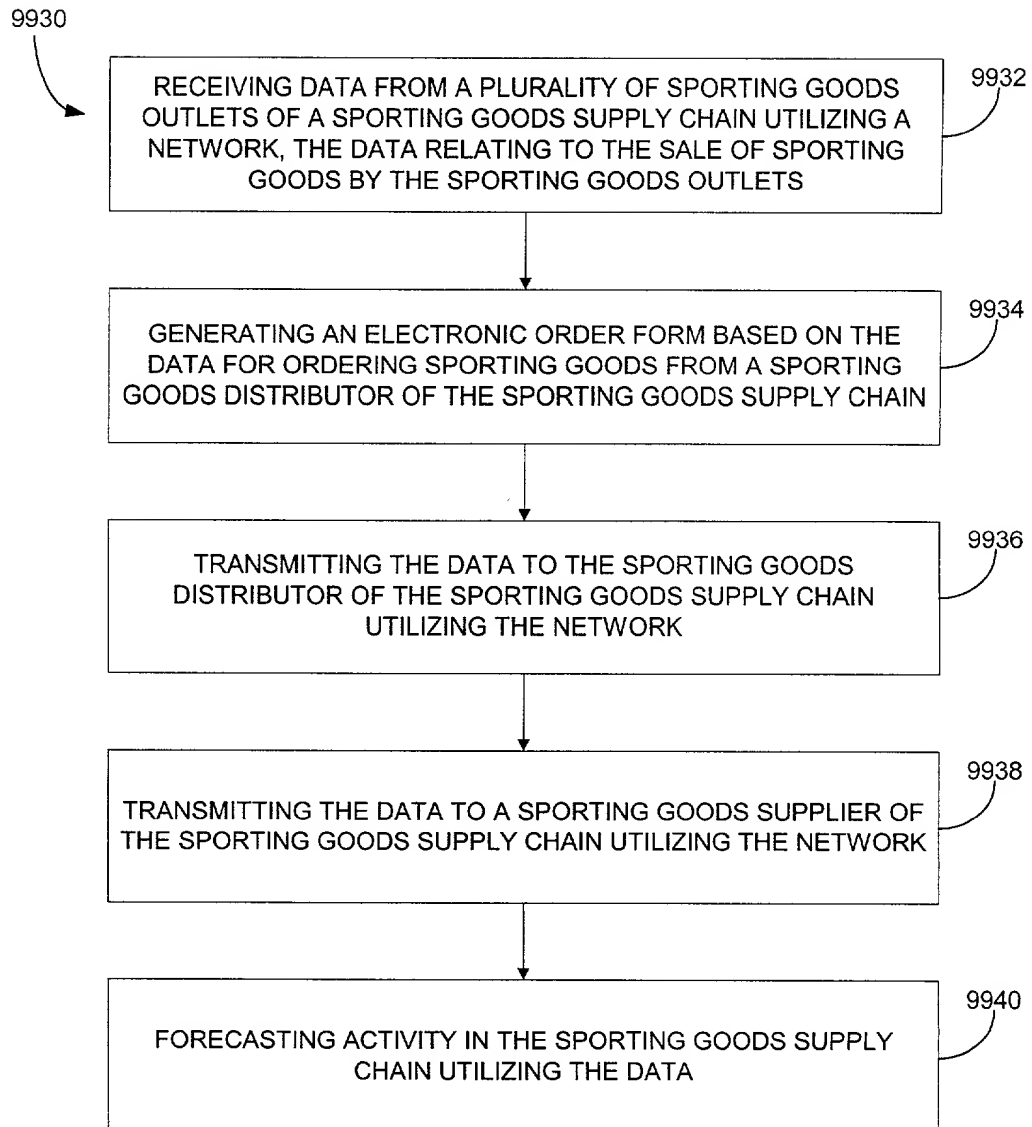 9930
RECEIVING DATA FROM A PLURALITY OF SPORTING GOODS
OUTLETS OF A SPORTING GOODS SUPPLY CHAIN UTILIZING A
NETWORK, THE DATA RELATING TO THE SALE OF SPORTING
GOODS BY THE SPORTING GOODS OUTLETS
9932
GENERATING AN ELECTRONIC ORDER FORM BASED ON THE
DATA FOR ORDERING SPORTING GOODS FROM A SPORTING
GOODS DISTRIBUTOR OF THE SPORTING GOODS SUPPLY CHAIN
9934
TRANSMITTING THE DATA TO THE SPORTING GOODS
DISTRIBUTOR OF THE SPORTING GOODS SUPPLY CHAIN
UTILIZING THE NETWORK
9936
TRANSMITTING THE DATA TO A SPORTING GOODS SUPPLIER OF
THE SPORTING GOODS SUPPLY CHAIN UTILIZING THE NETWORK
9938
FORECASTING ACTIVITY IN THE SPORTING GOODS SUPPLY
CHAIN UTILIZING THE DATA
9940